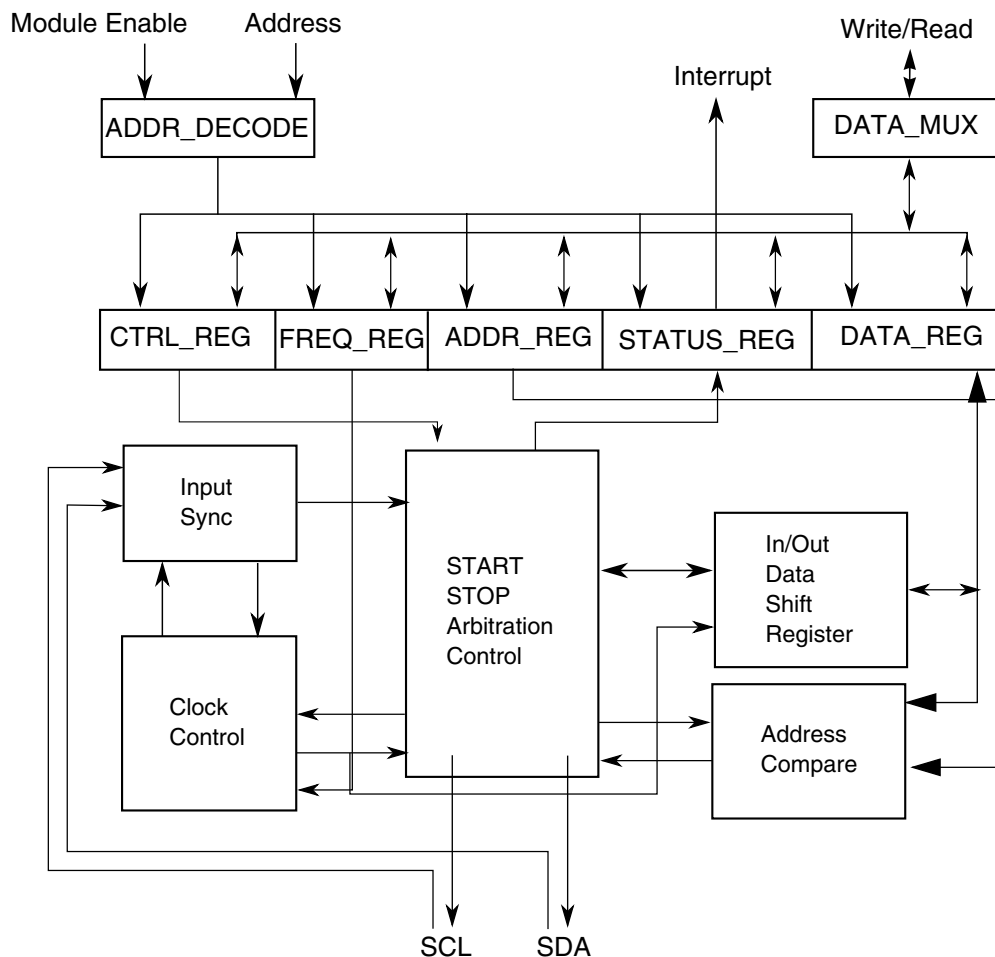 Module Enable
Address
Write/Read
Interrupt
ADDR_DECODE
DATA_MUX
CTRL_REG
FREQ_REG
ADDR_REG
STATUS_REG
DATA_REG
Input
Sync
START
STOP
Arbitration
Control
In/Out
Data
Shift
Register
Clock
Control
Address
Compare
SCL
SDA